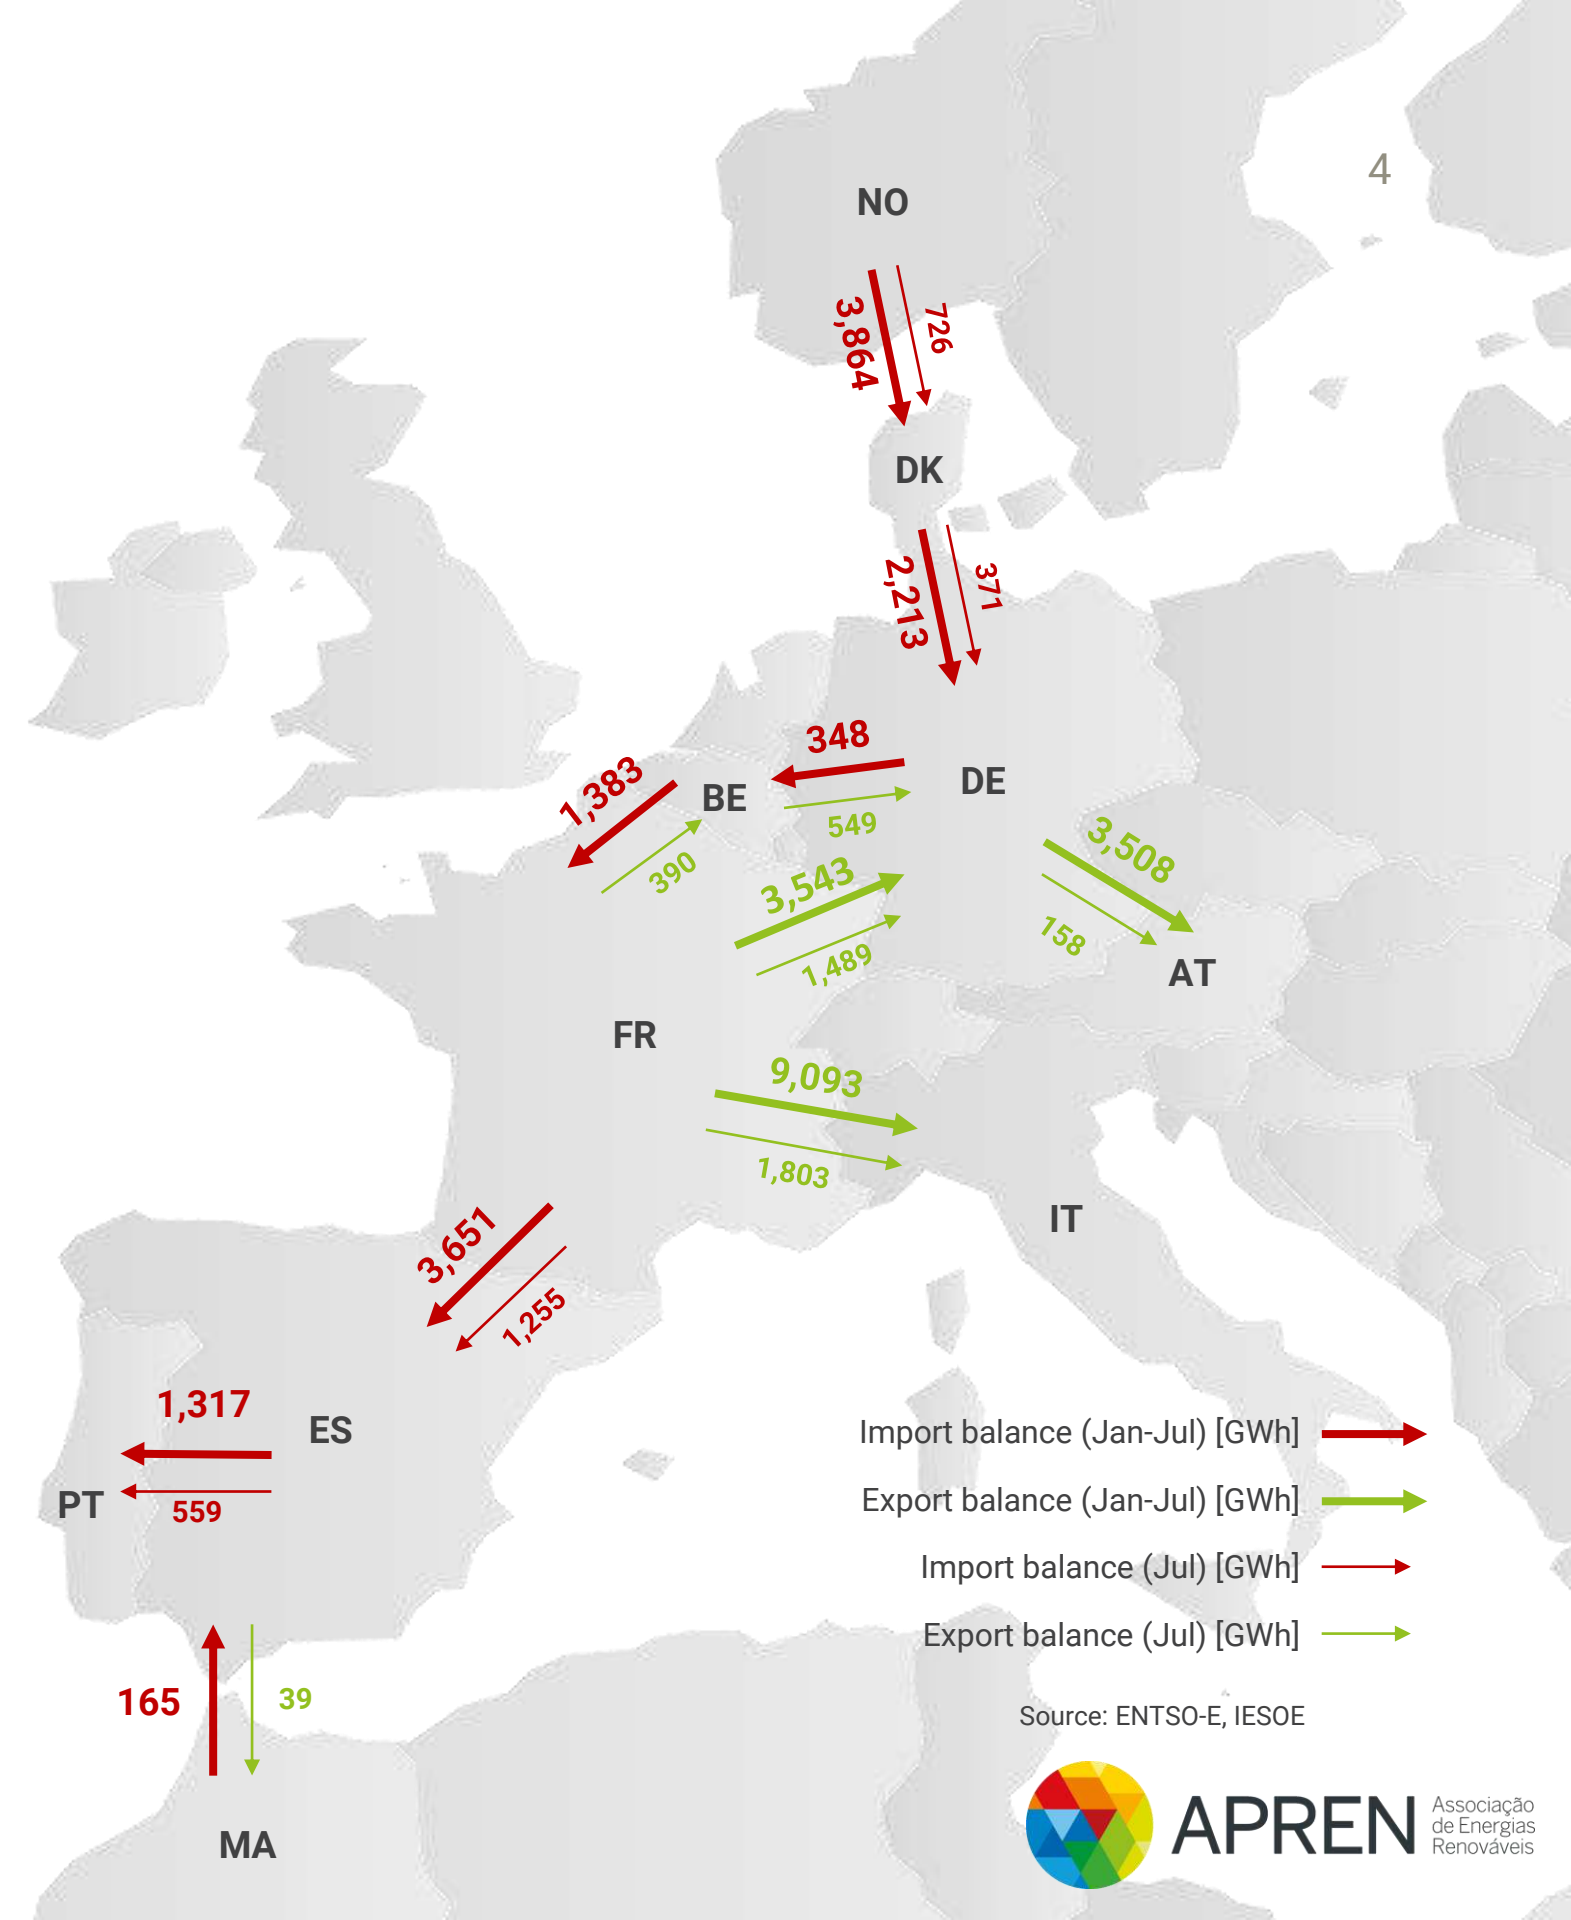 4
NO
3,864
726
DK
2,213
371
348
DE
1,383
BE
549
390
3,543
3,508
1,489
158
AT
FR
9,093
1,803
IT
3,651
1,255
1,317
ES
PT
559
Import balance (Jan-Jul) [GWh]
Export balance (Jan-Jul) [GWh]
Import balance (Jul) [GWh]
Export balance (Jul) [GWh]
165
39
Source: ENTSO-E, IESOE
MA
APREN
Associação
de Energias
Renováveis